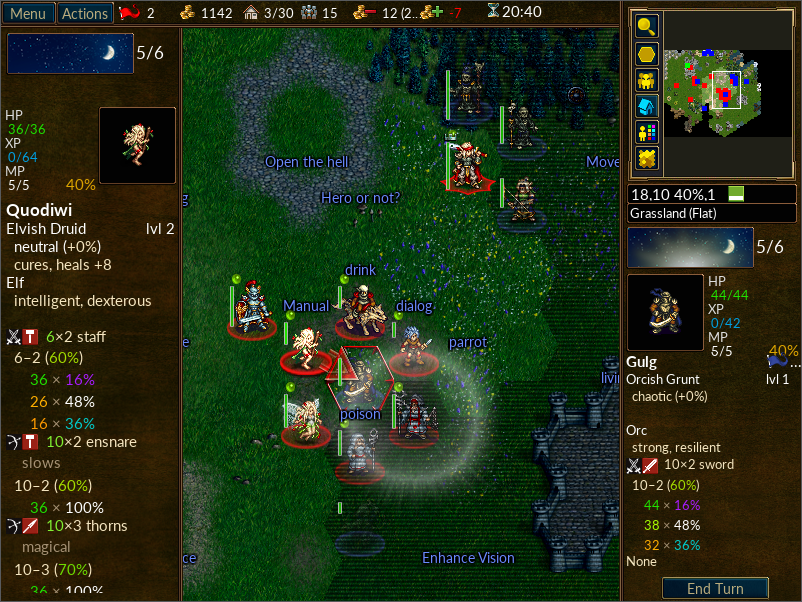 Menu Actions 2 1142 3/30 15 12 (2... -7 20:40
5/6
HP
36/36
XP
0/64
MP
5/5 40%
Quodiwi
Elvish Druid lvl 2
neutral (+0%)
cures, heals +8
Elf
intelligent, dexterous
6×2 staff
6–2 (60%)
36 × 16%
26 × 48%
16 × 36%
10×2 ensnare
slows
10–2 (60%)
36 × 100%
10×3 thorns
magical
10–3 (70%)
36 × 100%
Open the hell
Move
Hero or not?
drink
Manual
dialog
parrot
poison
Enhance Vision
18,10 40%,1
Grassland (Flat)
5/6
HP
44/44
XP
0/42
MP
5/5 40%
Gulg
Orcish Grunt lvl 1
chaotic (+0%)
Orc
strong, resilient
10×2 sword
10–2 (60%)
44 × 16%
38 × 48%
32 × 36%
None
End Turn